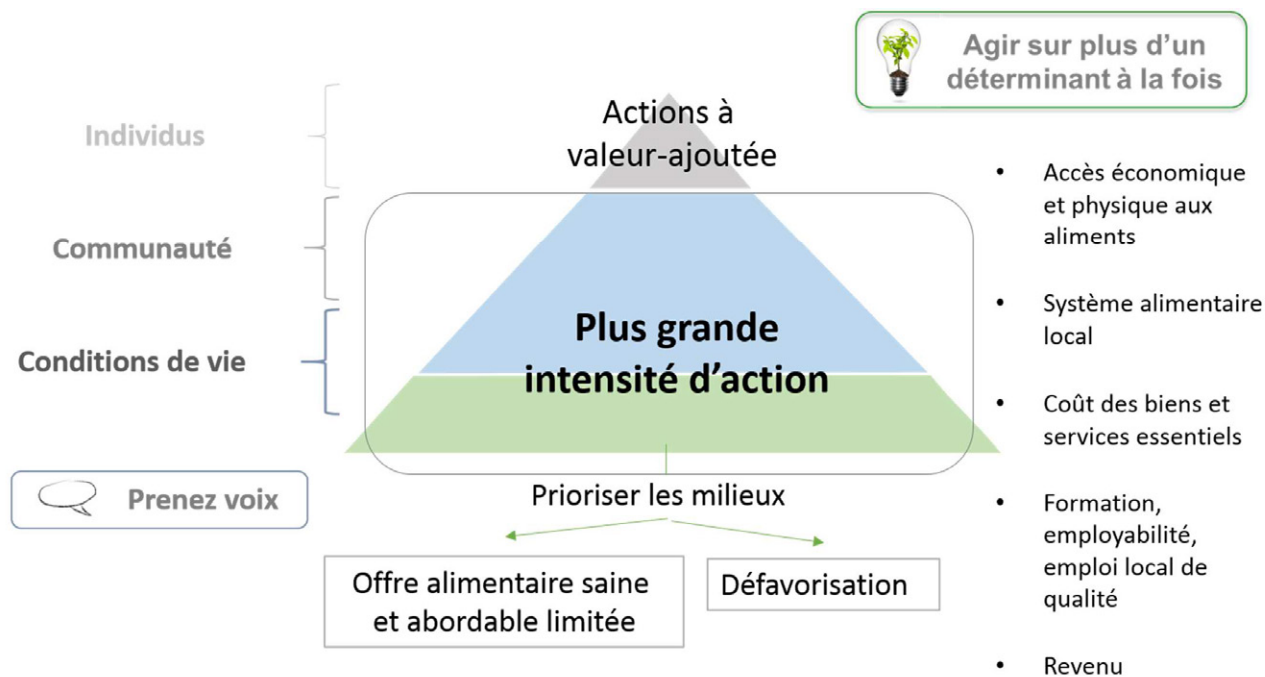 Agir sur plus d’un
déterminant à la fois
Individus
Actions à
valeur-ajoutée
Communauté
Conditions de vie
Plus grande
intensité d’action
Prenez voix
Prioriser les milieux
Offre alimentaire saine
et abordable limitée
Défavorisation
• Accès économique
et physique aux
aliments
• Système alimentaire
local
• Coût des biens et
services essentiels
• Formation,
employabilité,
emploi local de
qualité
• Revenu